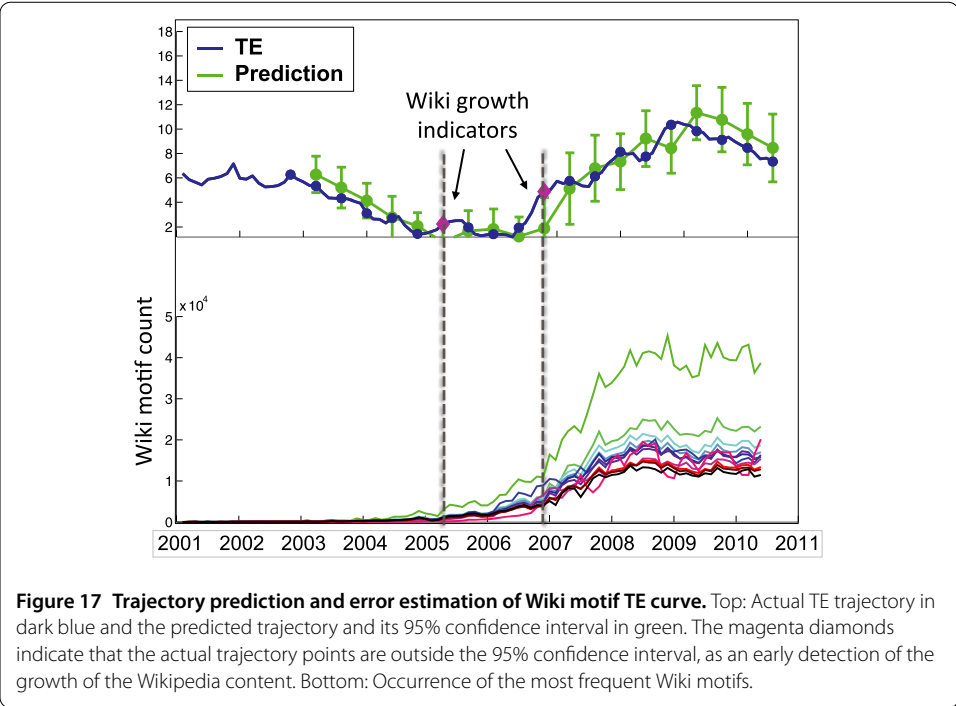 18
16
14
12
10
8
6
4
2
TE
Prediction
Wiki growth
indicators
Wiki motif count
x10⁴
5
4
3
2
1
0
2001 2002 2003 2004 2005 2006 2007 2008 2009 2010 2011
Figure 17 Trajectory prediction and error estimation of Wiki motif TE curve. Top: Actual TE trajectory in
dark blue and the predicted trajectory and its 95% confidence interval in green. The magenta diamonds
indicate that the actual trajectory points are outside the 95% confidence interval, as an early detection of the
growth of the Wikipedia content. Bottom: Occurrence of the most frequent Wiki motifs.